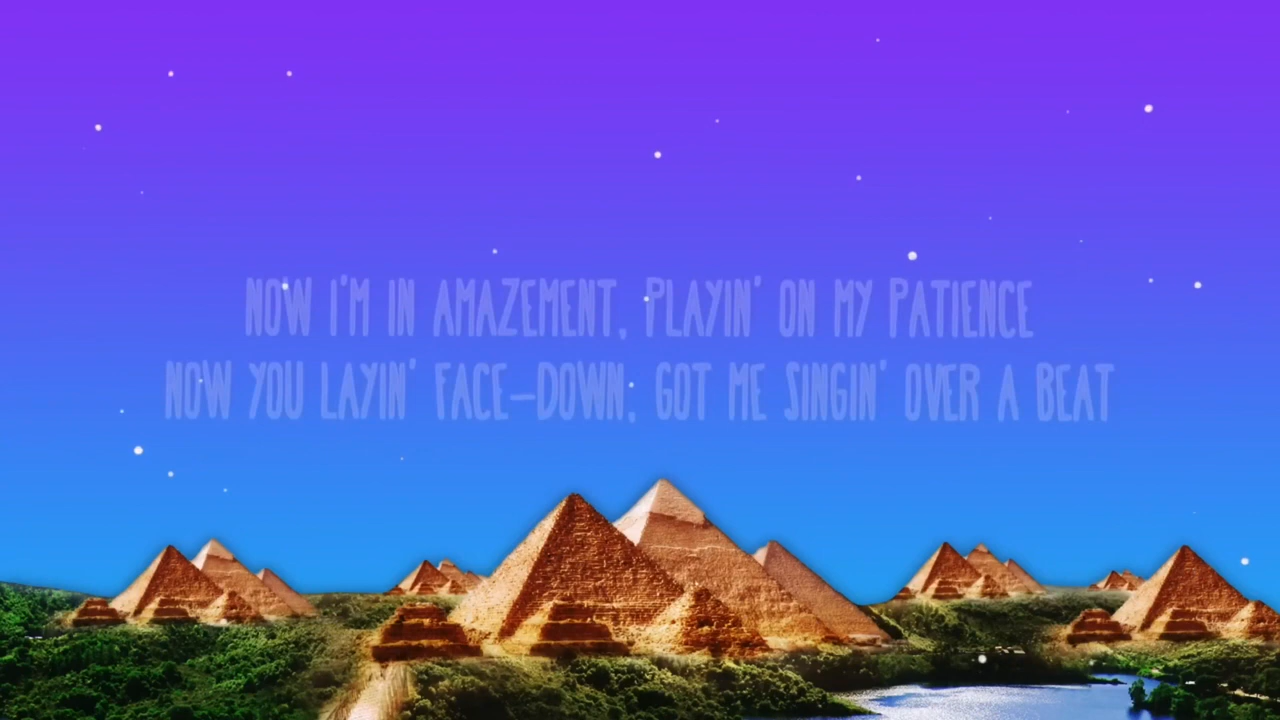 NOW I'M IN AMAZEMENT, PLAYIN' ON MY PATIENCE
NOW YOU LAYIN' FACE-DOWN, GOT ME SINGIN' OVER A BEAT